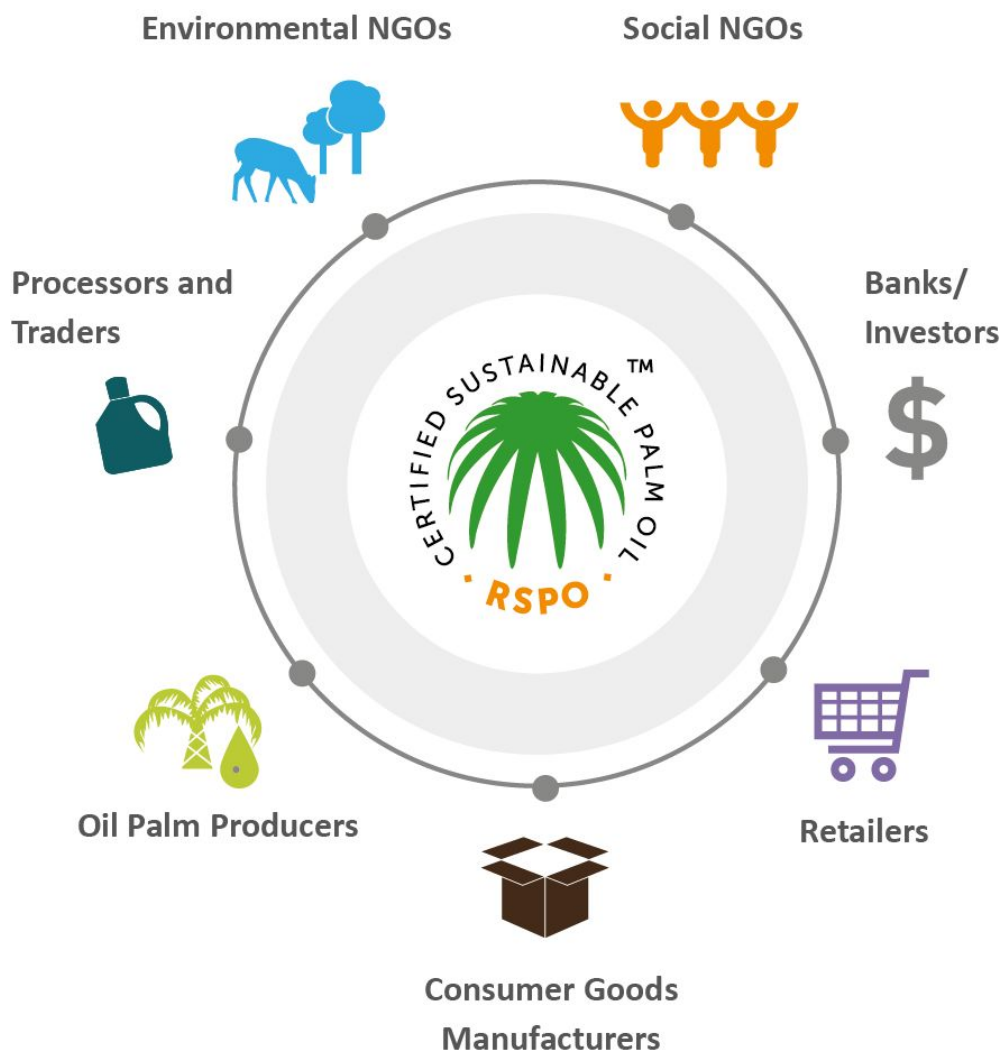 Environmental NGOs
Social NGOs
Processors and
Traders
Banks/
Investors
$
CERTIFIED SUSTAINABLE PALM OIL
TM
· RSPO ·
Oil Palm Producers
Retailers
Consumer Goods
Manufacturers